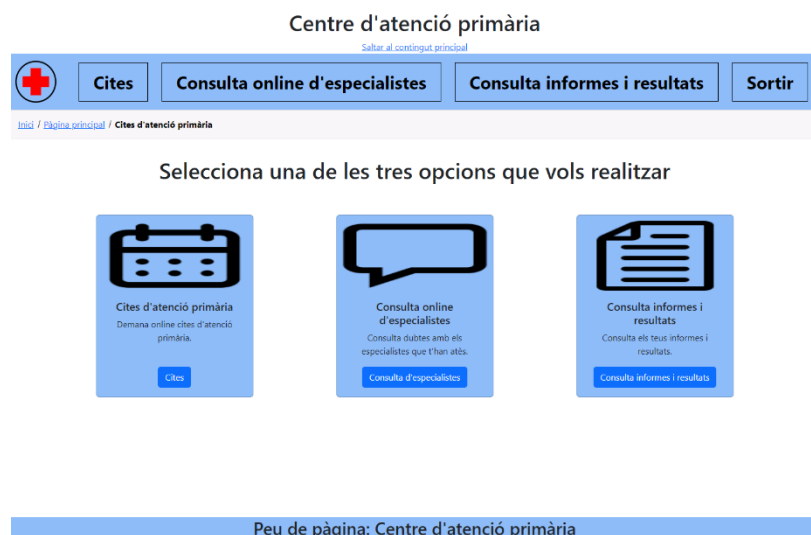 Centre d'atenció primària
Saltar al contingut principal
Cites
Consulta online d'especialistes
Consulta informes i resultats
Sortir
Inici / Pàgina principal / Cites d'atenció primària
Selecciona una de les tres opcions que vols realitzar
Cites d'atenció primària
Demana online cites d'atenció
primària.
Cites
Consulta online
d'especialistes
Consulta dubtes amb els
especialistes que t'han atès.
Consulta d'especialistes
Consulta informes i
resultats
Consulta els teus informes i
resultats.
Consulta informes i resultats
Peu de pàgina: Centre d'atenció primària